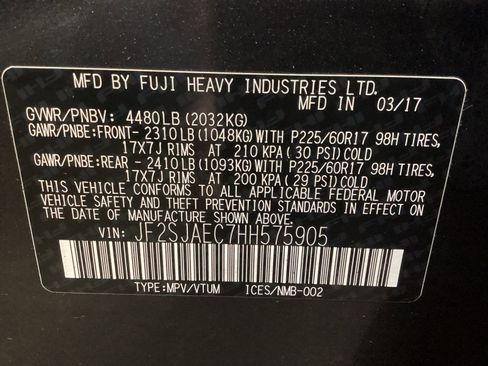 MFD BY FUJI HEAVY INDUSTRIES LTD.
MFD IN 03/17
GVWR/PNBV: 4480LB (2032KG)
GAWR/PNBE:FRONT- 2310LB (1048KG) WITH P225/60R17 98H TIRES,
17X7J RIMS AT 210 KPA (30 PSI) COLD
GAWR/PNBE:REAR - 2410LB (1093KG) WITH P225/60R17 98H TIRES,
17X7J RIMS AT 200 KPA (29 PSI) COLD
THIS VEHICLE CONFORMS TO ALL APPLICABLE FEDERAL MOTOR
VEHICLE SAFETY AND THEFT PREVENTION STANDARDS IN EFFECT
ON THE DATE OF MANUFACTURE SHOWN ABOVE.
VIN: JF2SJAEC7HH575905
TYPE:MPV/VTUM ICES/NMB-002